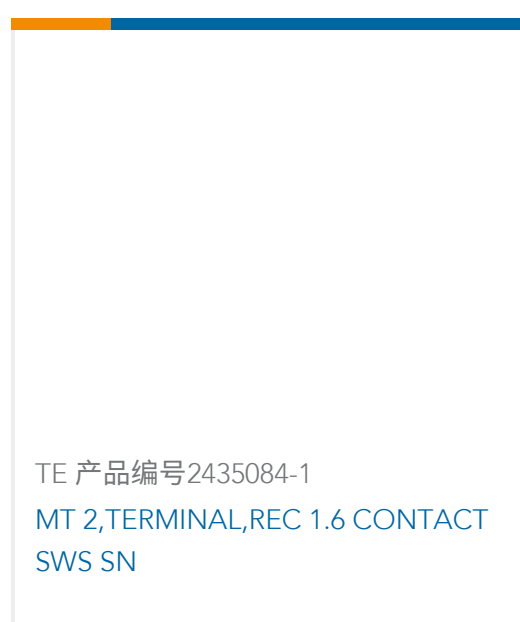 TE 产品编号2435084-1
MT 2,TERMINAL,REC 1.6 CONTACT
SWS SN